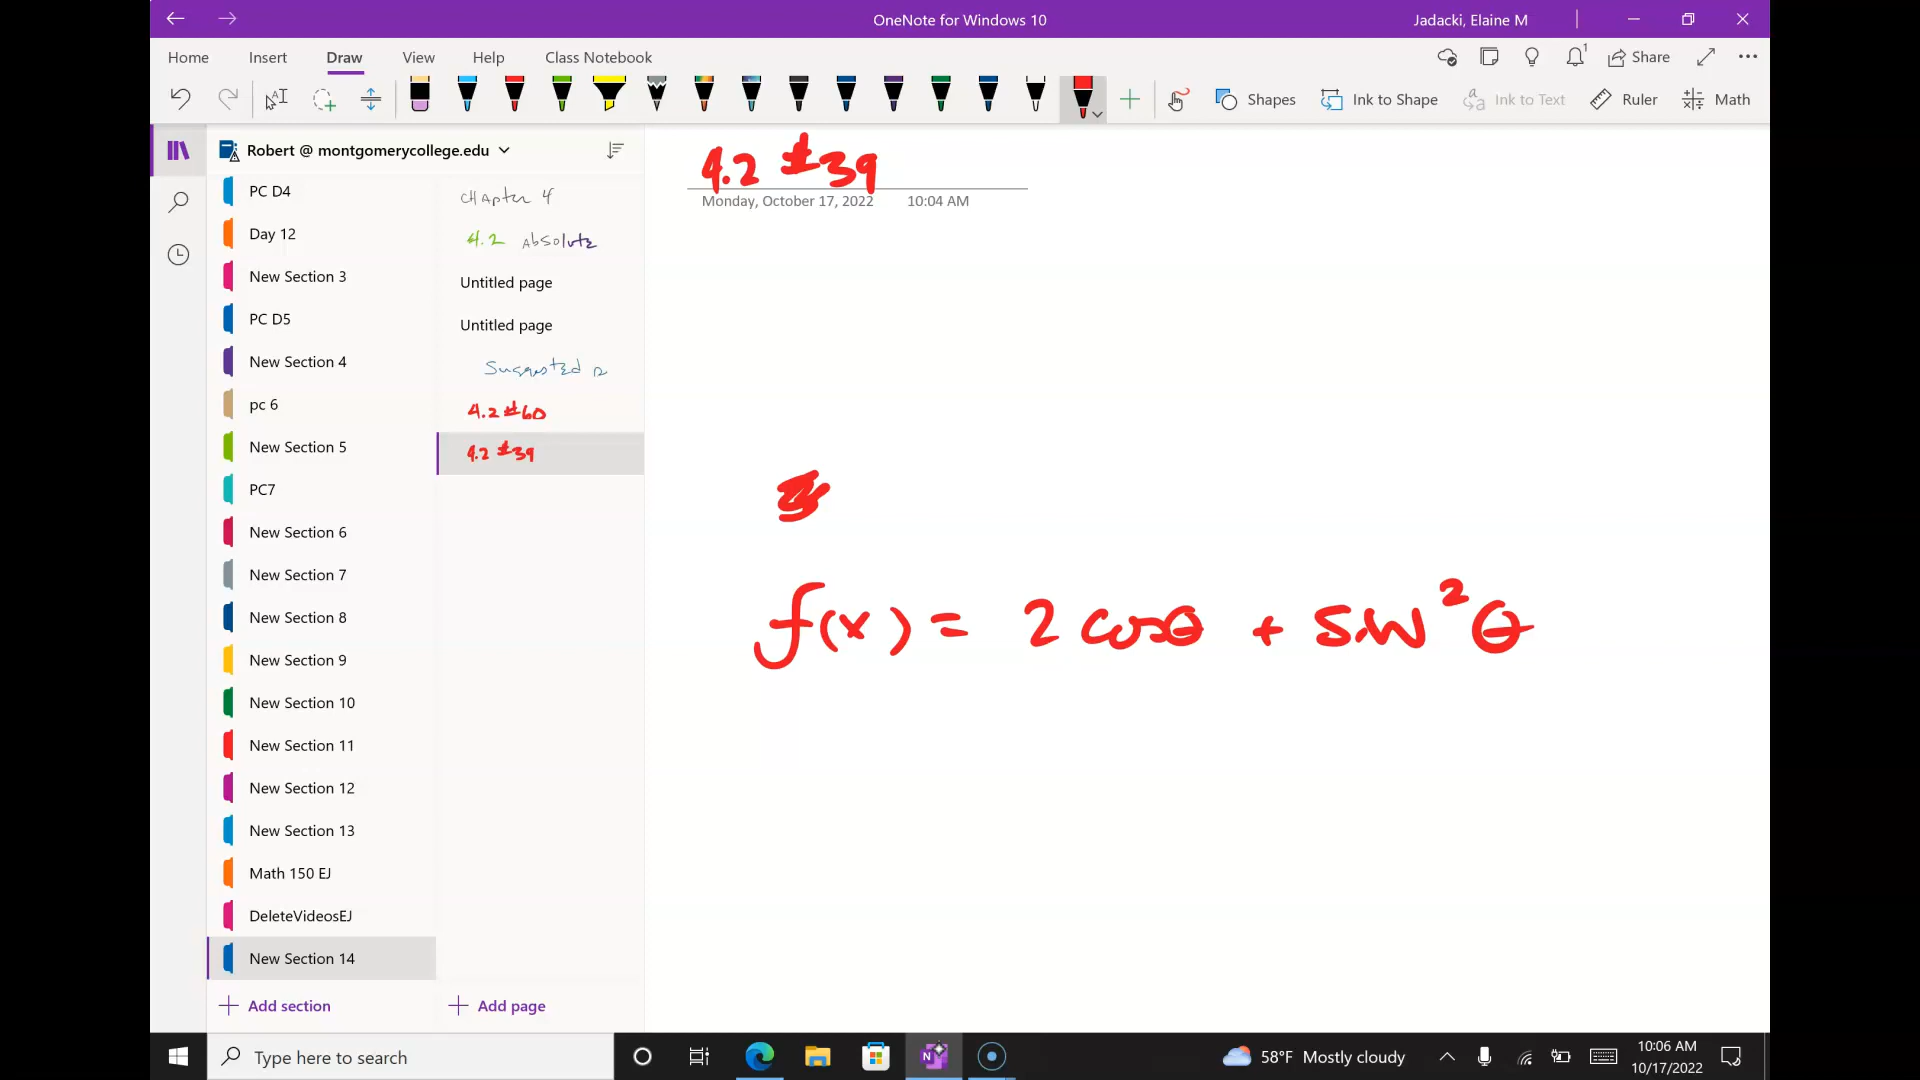 OneNote for Windows 10
Jadacki, Elaine M
Home Insert Draw View Help Class Notebook
1 Share
Shapes Ink to Shape Ink to Text Ruler Math
Robert @ montgomerycollege.edu
PC D4
Day 12
New Section 3
PC D5
New Section 4
pc 6
New Section 5
PC7
New Section 6
New Section 7
New Section 8
New Section 9
New Section 10
New Section 11
New Section 12
New Section 13
Math 150 EJ
DeleteVideosEJ
New Section 14
Add section
CHApter 4
4.2 Absolute
Untitled page
Untitled page
Suggested
4.2 #60
4.2 #39
Add page
4.2 #39
Monday, October 17, 2022 10:04 AM
f(x) = 2 cosθ + sin²θ
Type here to search
58°F Mostly cloudy
10:06 AM
10/17/2022